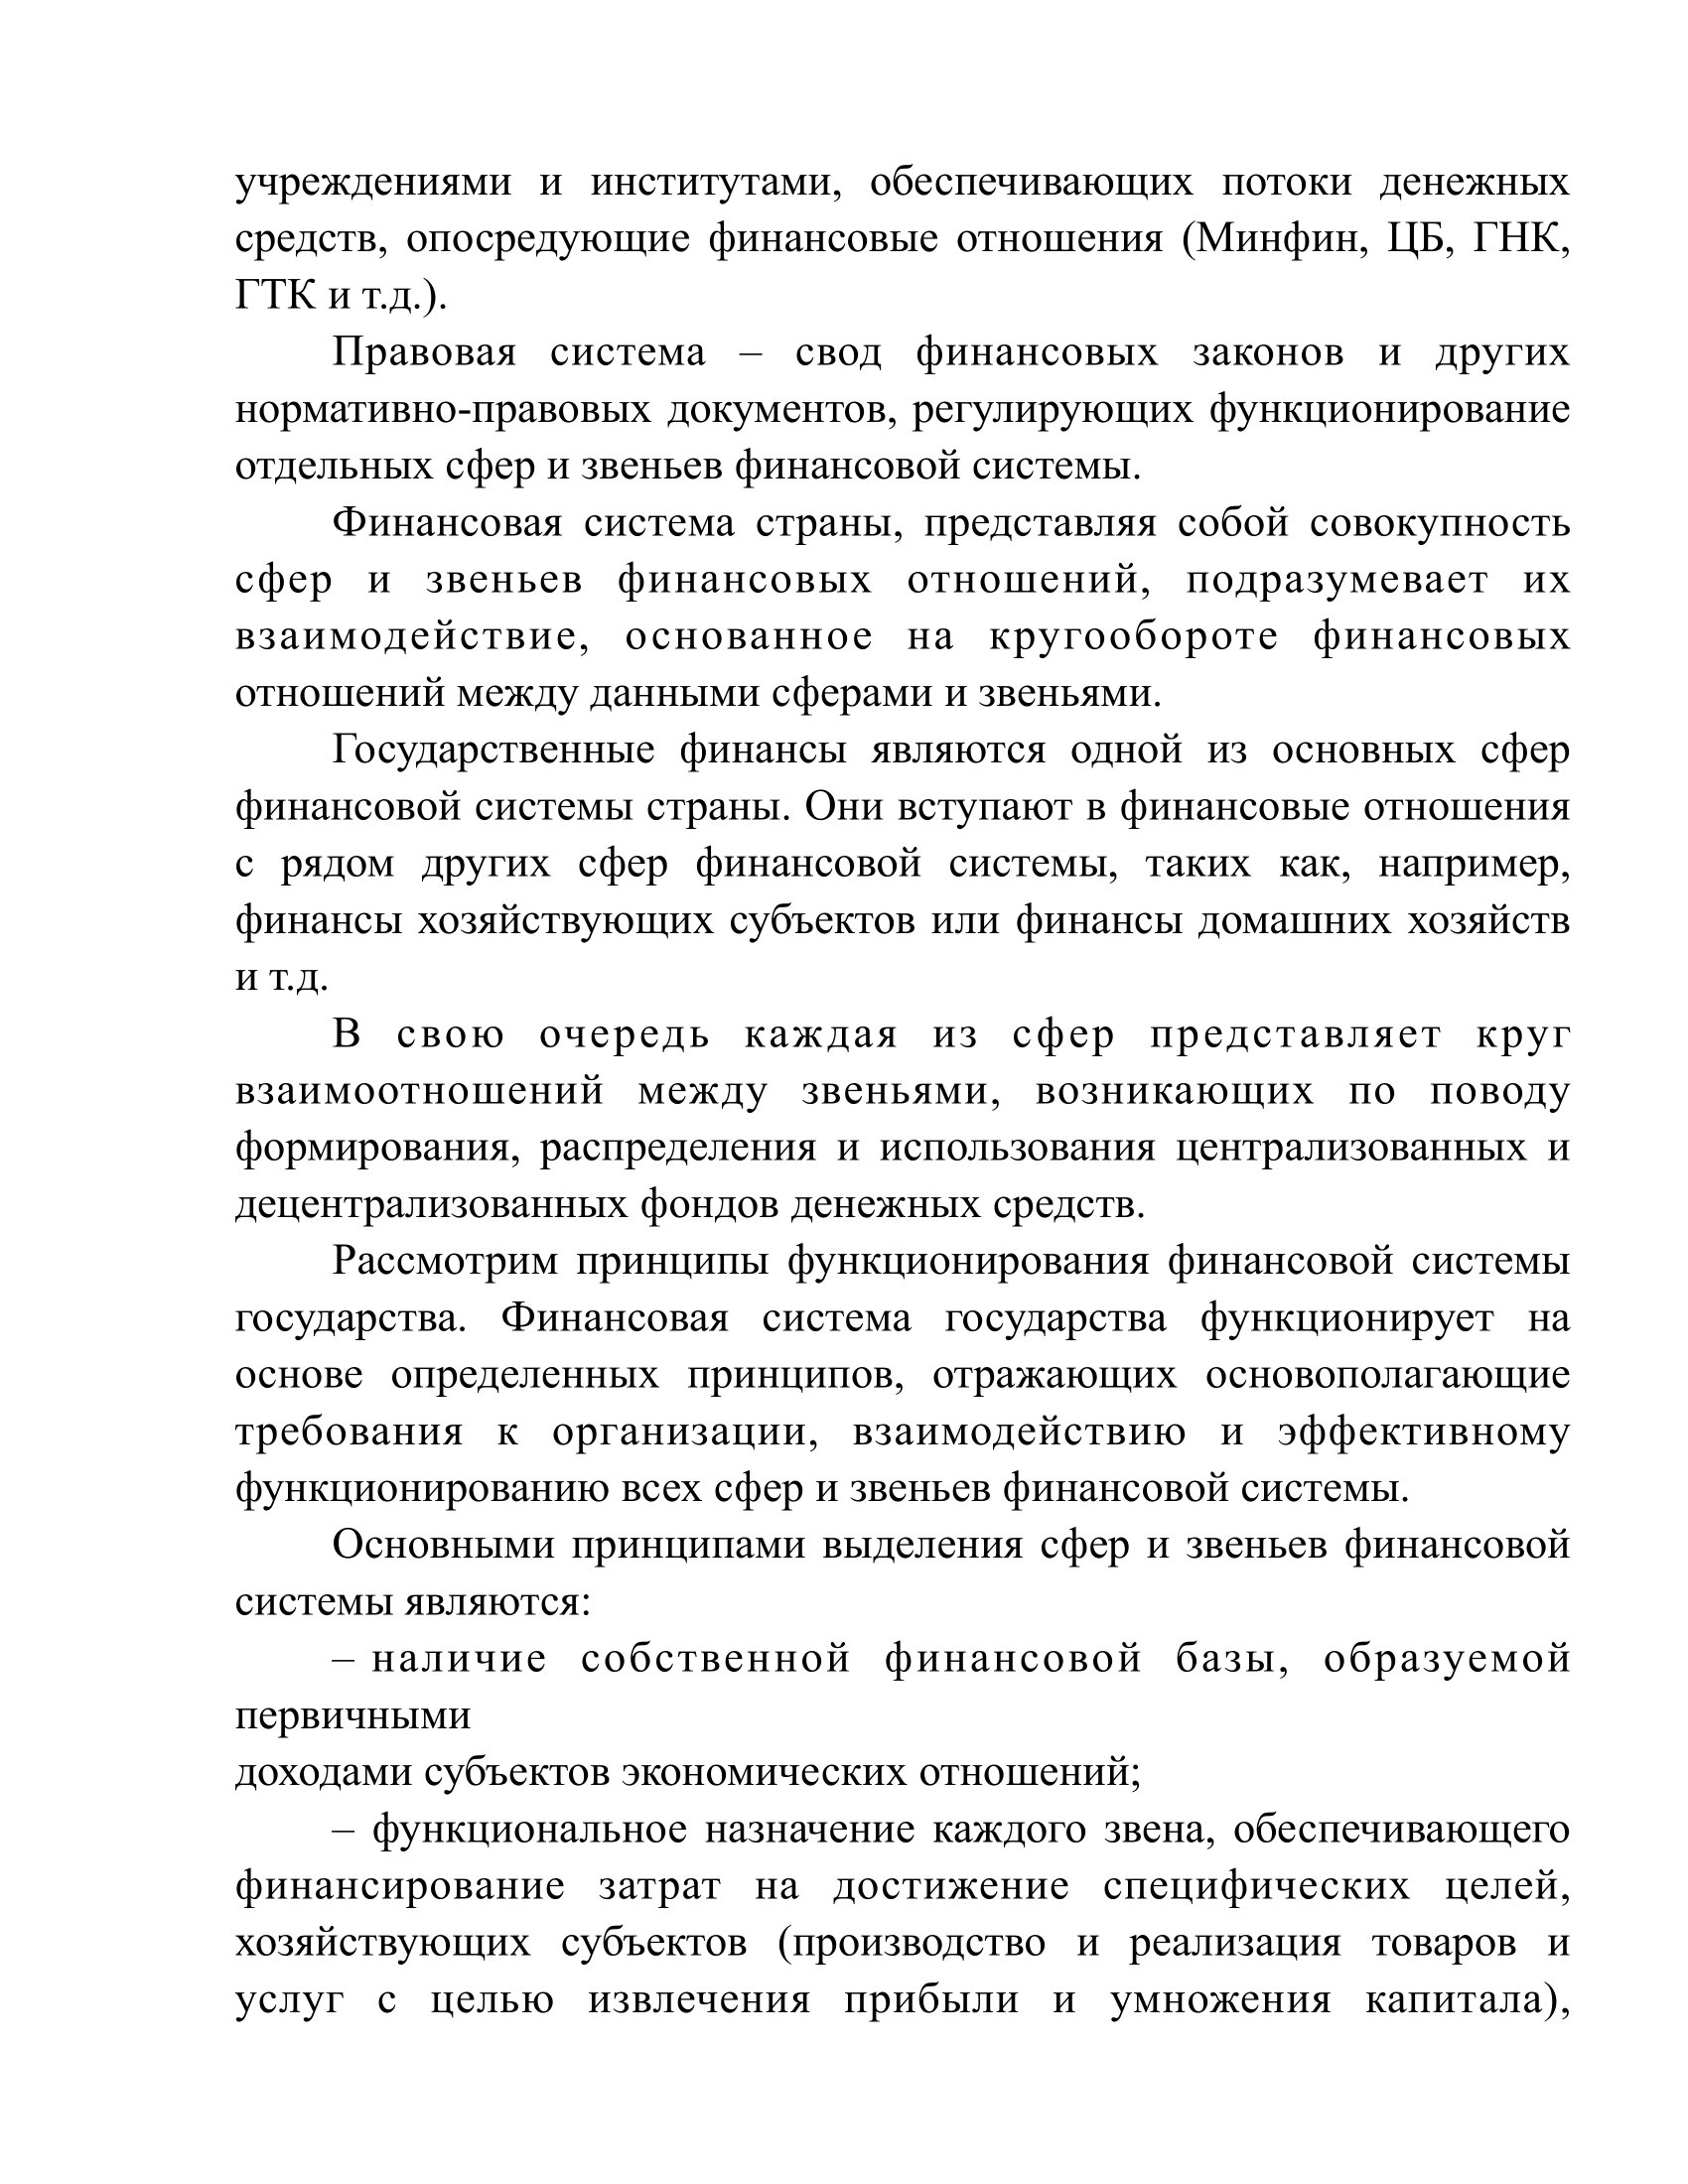 учреждениями и институтами, обеспечивающих потоки денежных
средств, опосредующие финансовые отношения (Минфин, ЦБ, ГНК,
ГТК и т.д.).
Правовая система – свод финансовых законов и других
нормативно-правовых документов, регулирующих функционирование
отдельных сфер и звеньев финансовой системы.
Финансовая система страны, представляя собой совокупность
сфер и звеньев финансовых отношений, подразумевает их
взаимодействие, основанное на кругообороте финансовых
отношений между данными сферами и звеньями.
Государственные финансы являются одной из основных сфер
финансовой системы страны. Они вступают в финансовые отношения
с рядом других сфер финансовой системы, таких как, например,
финансы хозяйствующих субъектов или финансы домашних хозяйств
и т.д.
В свою очередь каждая из сфер представляет круг
взаимоотношений между звеньями, возникающих по поводу
формирования, распределения и использования централизованных и
децентрализованных фондов денежных средств.
Рассмотрим принципы функционирования финансовой системы
государства. Финансовая система государства функционирует на
основе определенных принципов, отражающих основополагающие
требования к организации, взаимодействию и эффективному
функционированию всех сфер и звеньев финансовой системы.
Основными принципами выделения сфер и звеньев финансовой
системы являются:
– наличие собственной финансовой базы, образуемой
первичными
доходами субъектов экономических отношений;
– функциональное назначение каждого звена, обеспечивающего
финансирование затрат на достижение специфических целей,
хозяйствующих субъектов (производство и реализация товаров и
услуг с целью извлечения прибыли и умножения капитала),